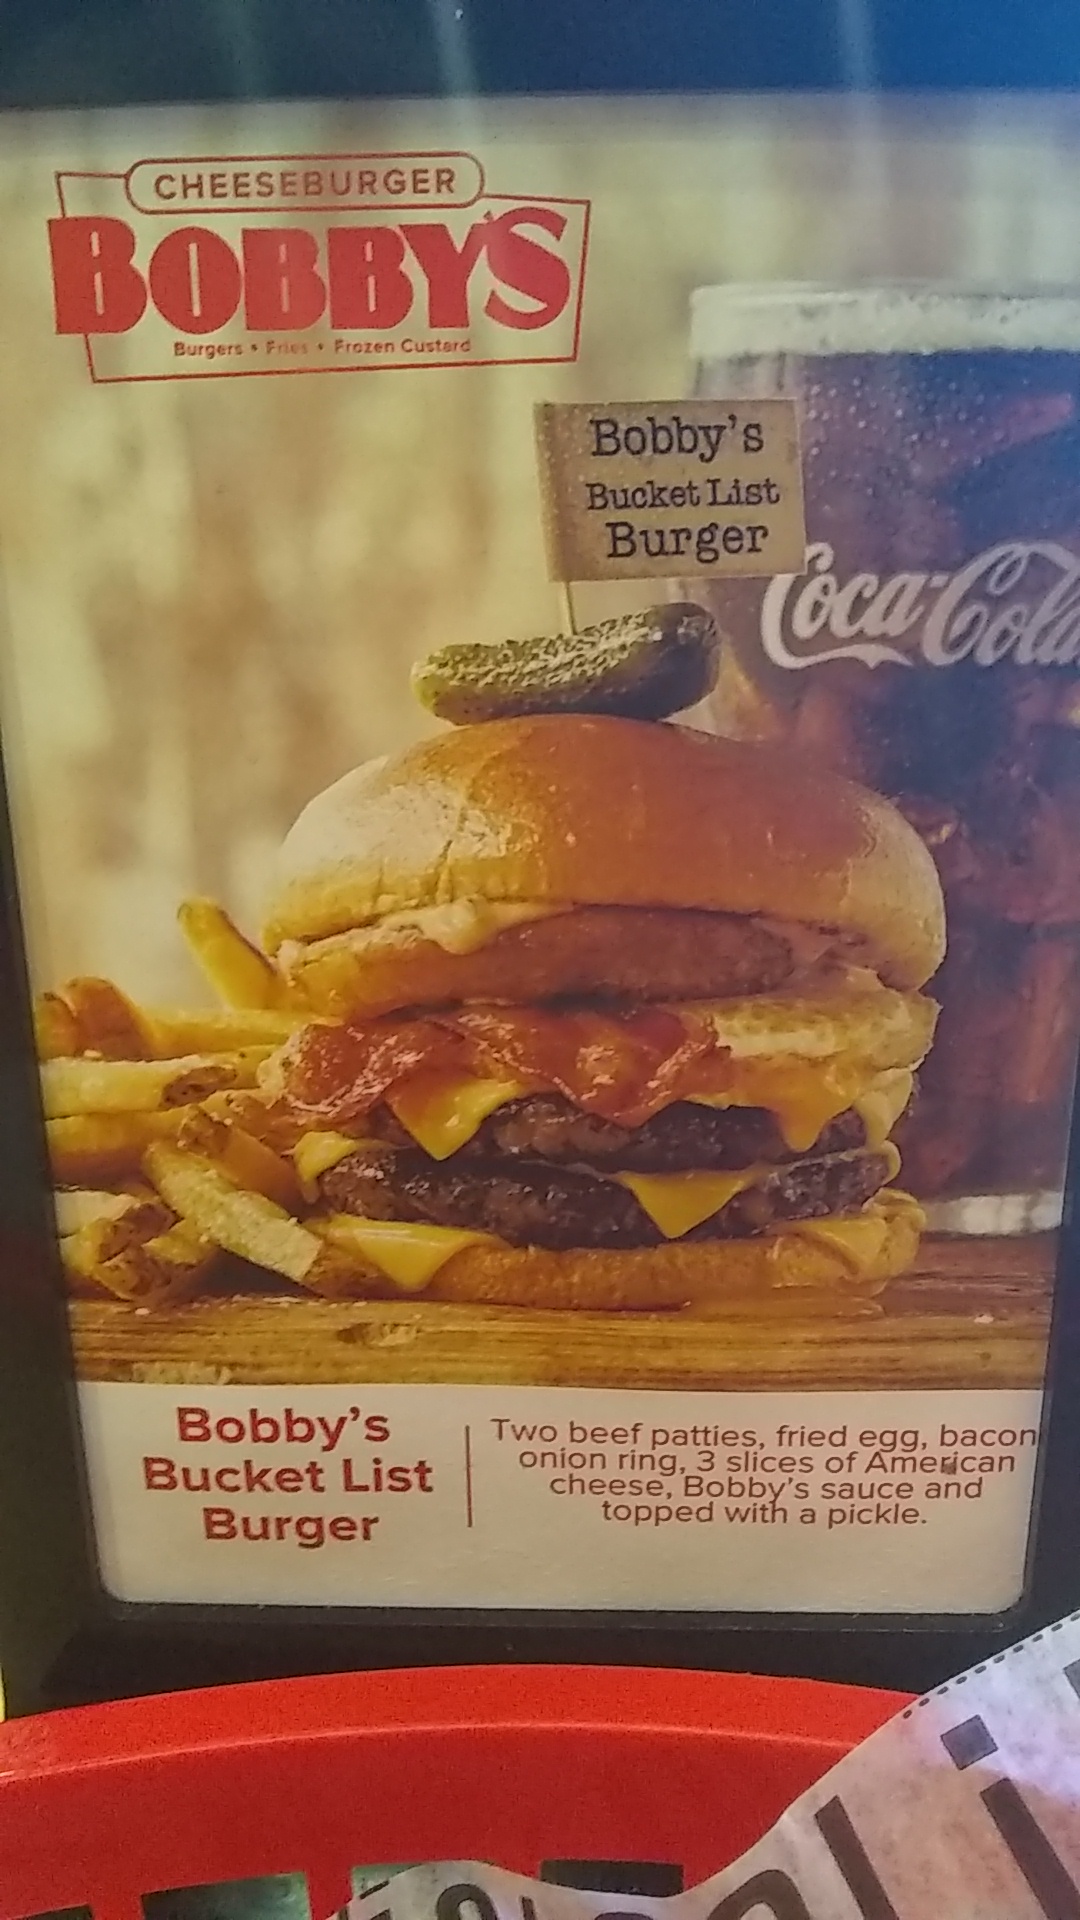 CHEESEBURGER
BOBBY'S
Burgers • Fries • Frozen Custard
Bobby's
Bucket List
Burger
Coca-Cola
Bobby's
Bucket List
Burger
Two beef patties, fried egg, bacon
onion ring, 3 slices of American
cheese, Bobby's sauce and
topped with a pickle.